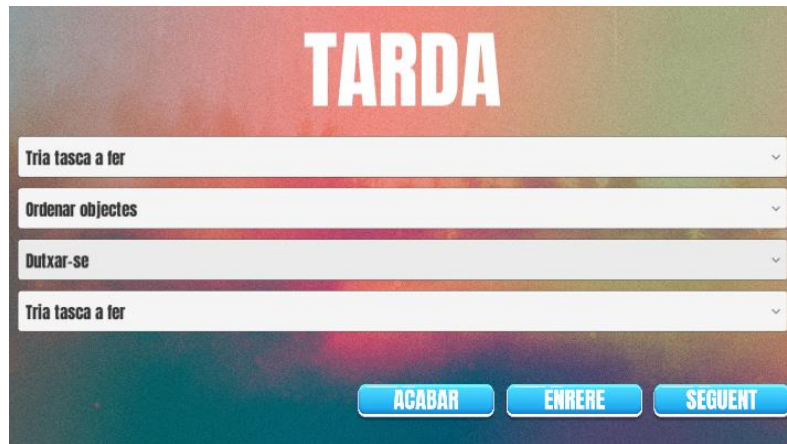 TARDA
Tria tasca a fer
Ordenar objectes
Dutxar-se
Tria tasca a fer
ACABAR ENRERE SEGUENT